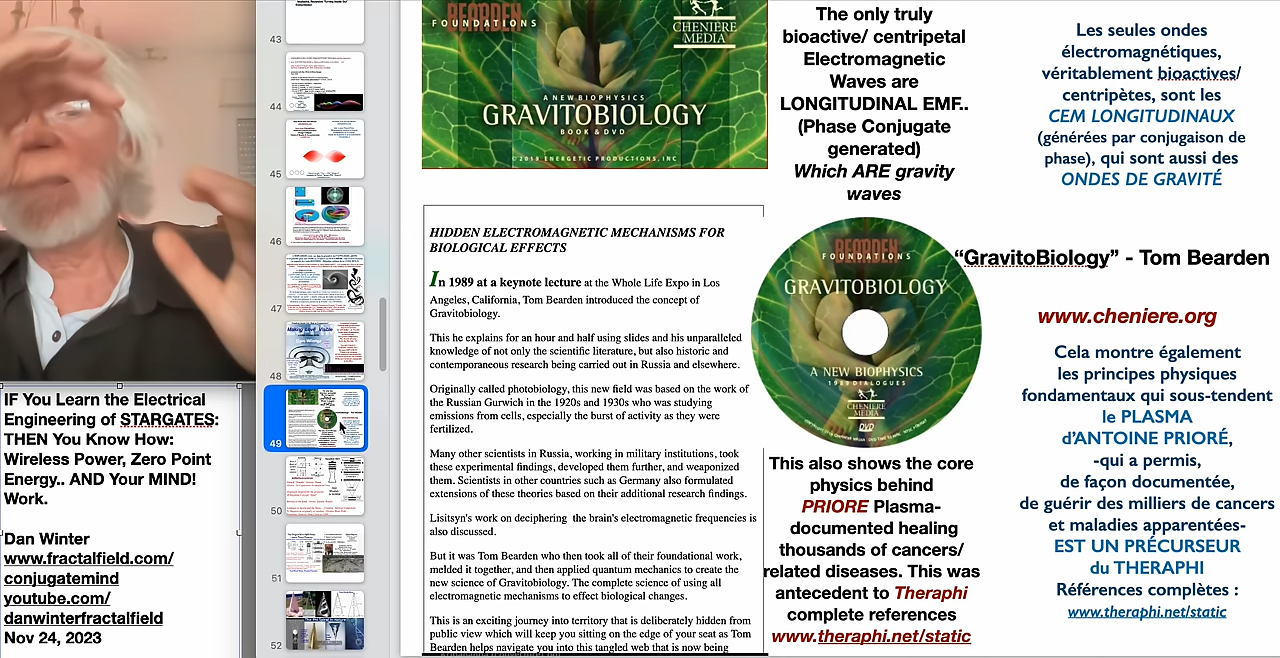 IF You Learn the Electrical
Engineering of STARGATES:
THEN You Know How:
Wireless Power, Zero Point
Energy.. AND Your MIND!
Work.
Dan Winter
www.fractalfield.com/
conjugatemind
youtube.com/
danwinterfractalfield
Nov 24, 2023
43
44
45
46
47
48
49
50
51
52
BEARDEN
FOUNDATIONS
CHENIERE
MEDIA
A NEW BIOPHYSICS
GRAVITOBIOLOGY
BOOK & DVD
© 2019 ENERGETIC PRODUCTIONS, INC
HIDDEN ELECTROMAGNETIC MECHANISMS FOR
BIOLOGICAL EFFECTS
In 1989 at a keynote lecture at the Whole Life Expo in Los
Angeles, California, Tom Bearden introduced the concept of
Gravitobiology.
This he explains for an hour and half using slides and his unparalleled
knowledge of not only the scientific literature, but also historic and
contemporaneous research being carried out in Russia and elsewhere.
Originally called photobiology, this new field was based on the work of
the Russian Gurwich in the 1920s and 1930s who was studying
emissions from cells, especially the burst of activity as they were
fertilized.
Many other scientists in Russia, working in military institutions, took
these experimental findings, developed them further, and weaponized
them. Scientists in other countries such as Germany also formulated
extensions of these theories based on their additional research findings.
Lisitsyn's work on deciphering the brain's electromagnetic frequencies is
also discussed.
But it was Tom Bearden who then took all of their foundational work,
melded it together, and then applied quantum mechanics to create the
new science of Gravitobiology. The complete science of using all
electromagnetic mechanisms to effect biological changes.
This is an exciting journey into territory that is deliberately hidden from
public view which will keep you sitting on the edge of your seat as Tom
Bearden helps navigate you into this tangled web that is now being
The only truly
bioactive/ centripetal
Electromagnetic
Waves are
LONGITUDINAL EMF..
(Phase Conjugate
generated)
Which ARE gravity
waves
BEARDEN
FOUNDATIONS
GRAVITOBIOLOGY
A NEW BIOPHYSICS
1989 DIALOGUES
CHENIERE
MEDIA
DVD
This also shows the core
physics behind
PRIORE Plasma-
documented healing
thousands of cancers/
related diseases. This was
antecedent to Theraphi
complete references
www.theraphi.net/static
Les seules ondes
électromagnétiques,
véritablement bioactives/
centripètes, sont les
CEM LONGITUDINAUX
(générées par conjugaison de
phase), qui sont aussi des
ONDES DE GRAVITÉ
“GravitoBiology” - Tom Bearden
www.cheniere.org
Cela montre également
les principes physiques
fondamentaux qui sous-tendent
le PLASMA
d’ANTOINE PRIORÉ,
-qui a permis,
de façon documentée,
de guérir des milliers de cancers
et maladies apparentées-
EST UN PRÉCURSEUR
du THERAPHI
Références complètes :
www.theraphi.net/static